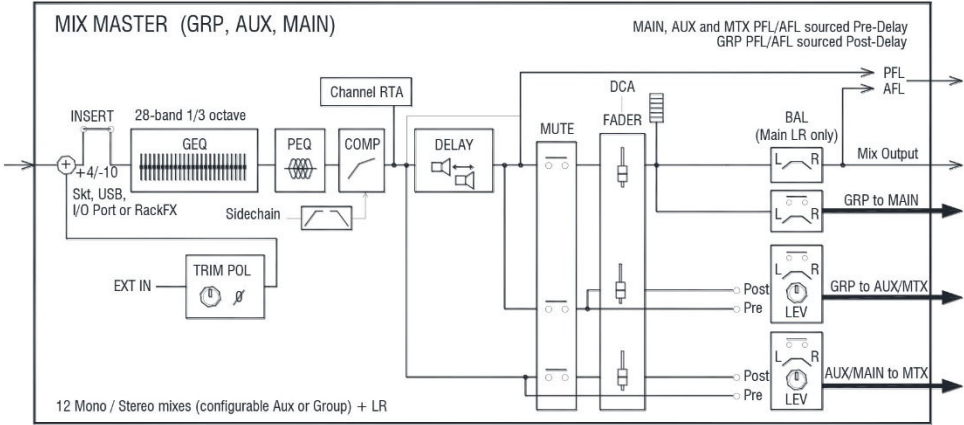 MIX MASTER (GRP, AUX, MAIN)
MAIN, AUX and MTX PFL/AFL sourced Pre-Delay
GRP PFL/AFL sourced Post-Delay
PFL
AFL
Channel RTA
DCA
INSERT
28-band 1/3 octave
GEQ
PEQ
COMP
DELAY
MUTE
FADER
BAL
(Main LR only)
L R
Mix Output
+4/-10
Skt, USB,
I/O Port or RackFX
Sidechain
L R
GRP to MAIN
TRIM POL
EXT IN
ø
L R
Post
Pre
LEV
GRP to AUX/MTX
L R
Post
Pre
LEV
AUX/MAIN to MTX
12 Mono / Stereo mixes (configurable Aux or Group) + LR